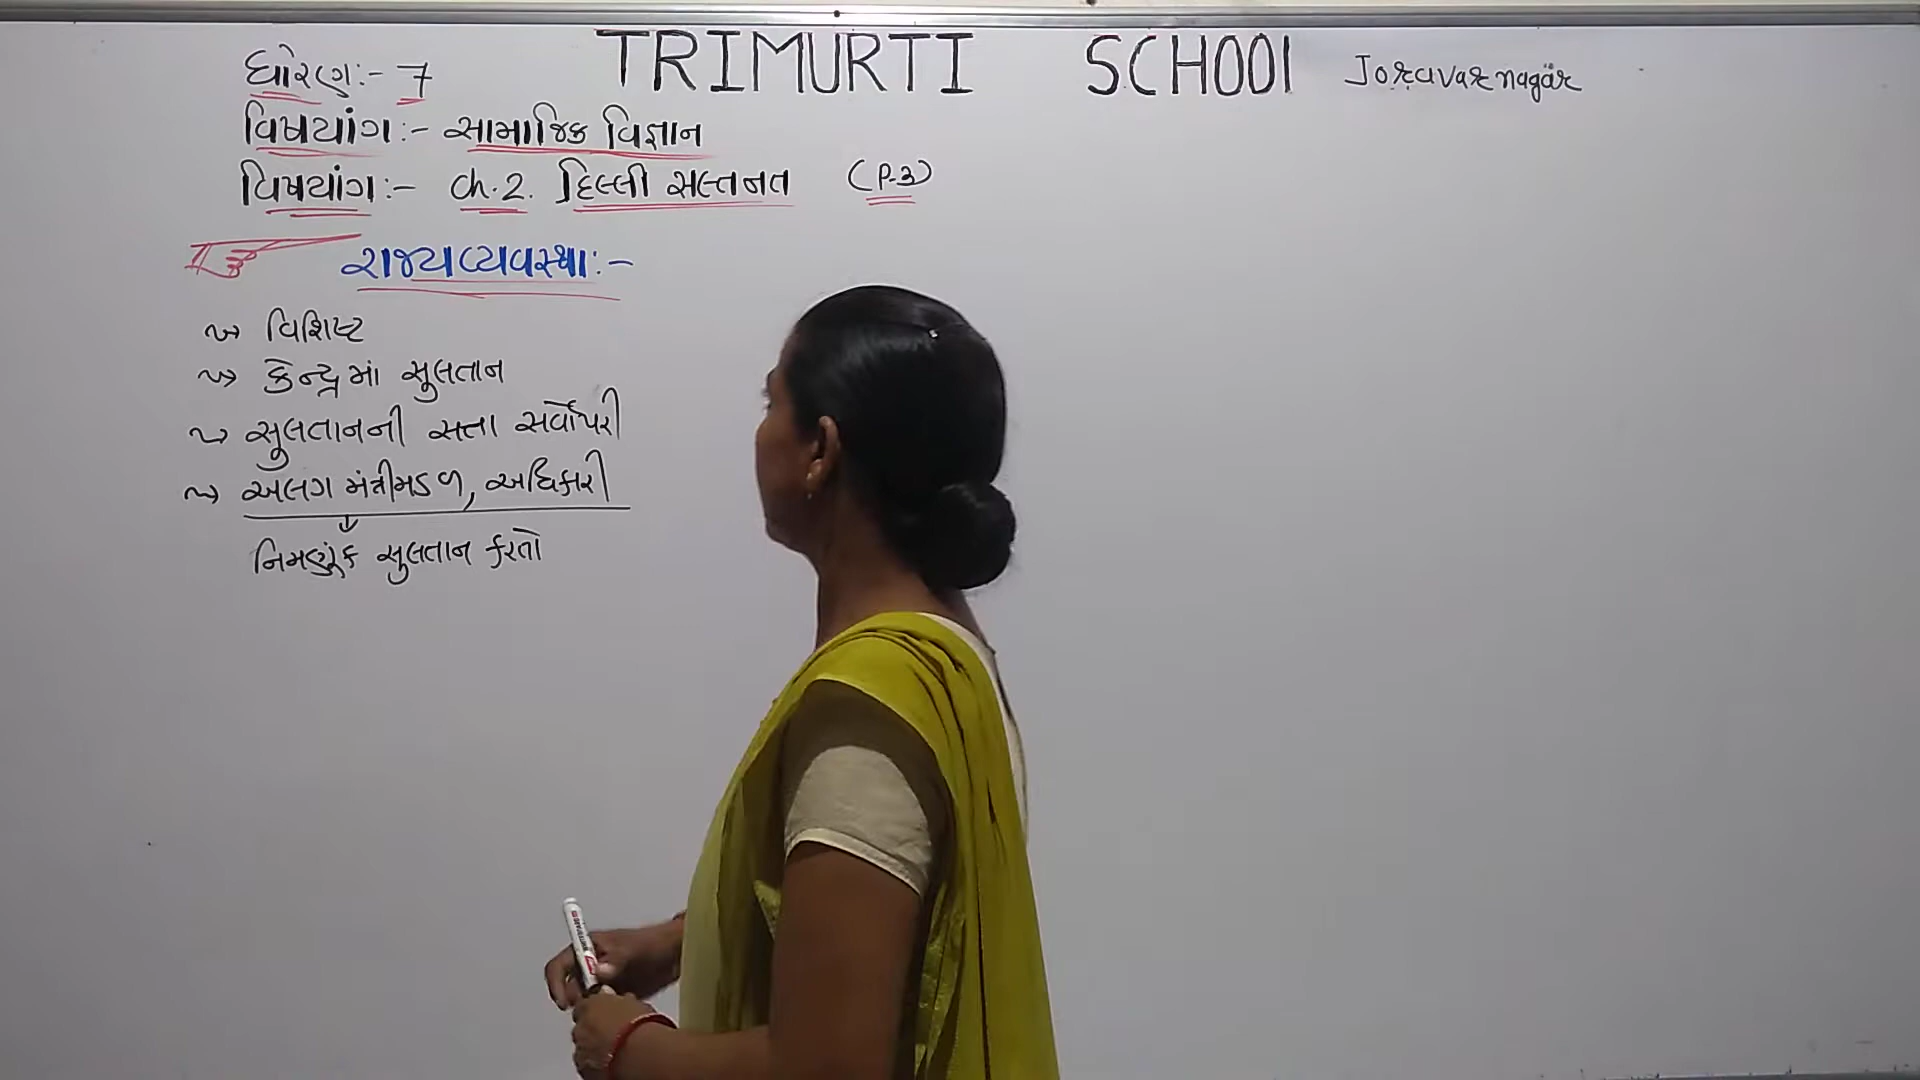 TRIMURTI SCHOOL Joravarnagar
ધોરણ:- 7
વિષયાંગ:- સામાજિક વિજ્ઞાન
વિષયાંગ:- Ch.2. દિલ્લી સલ્તનત (P-3)
રાજ્યવ્યવસ્થા:-
વિશિષ્ટ
કેન્દ્રમાં સુલતાન
સુલતાનની સત્તા સર્વોપરી
અલગ મંત્રીમડળ, અધિકારી
નિમણૂંક સુલતાન કરતો